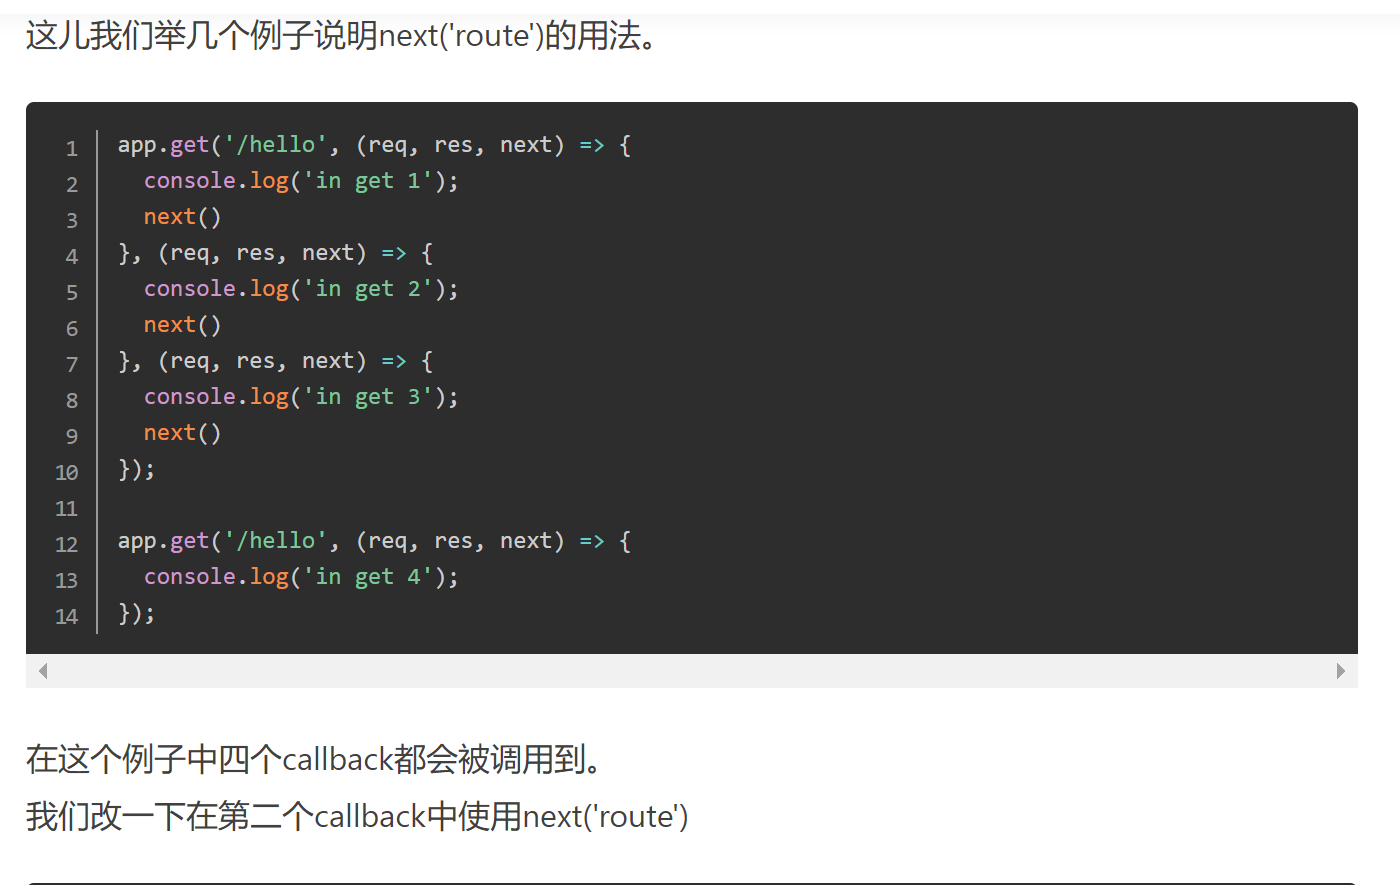 这儿我们举几个例子说明next('route')的用法。
1 app.get('/hello', (req, res, next) => {
2   console.log('in get 1');
3   next()
4 }, (req, res, next) => {
5   console.log('in get 2');
6   next()
7 }, (req, res, next) => {
8   console.log('in get 3');
9   next()
10 });
11
12 app.get('/hello', (req, res, next) => {
13   console.log('in get 4');
14 });
在这个例子中四个callback都会被调用到。
我们改一下在第二个callback中使用next('route')